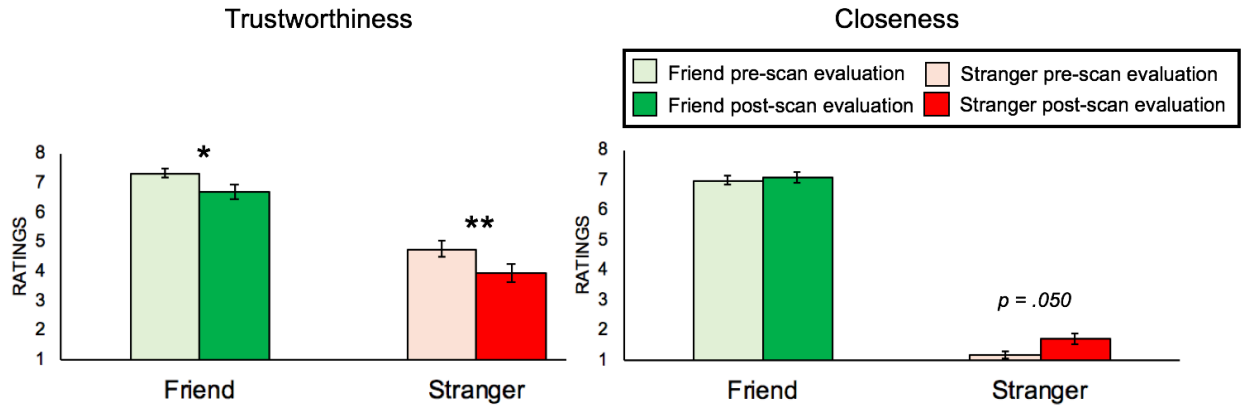 Trustworthiness
Closeness
Friend pre-scan evaluation
Stranger pre-scan evaluation
Friend post-scan evaluation
Stranger post-scan evaluation
RATINGS
8
7
6
5
4
3
2
1
*
**
Friend
Stranger
RATINGS
8
7
6
5
4
3
2
1
p = .050
Friend
Stranger